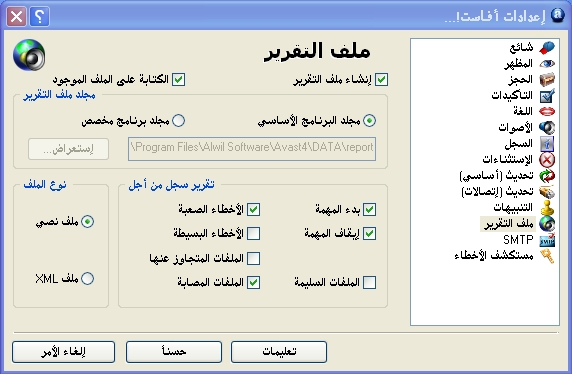 إعدادات أفاست!...
شائع
المظهر
الحجز
التأكيدات
اللغة
الأصوات
السجل
الإستثناءات
تحديث (أساسي)
تحديث (إتصالات)
التنبيهات
ملف التقرير
SMTP
مستكشف الأخطاء
ملف التقرير
إنشاء ملف التقرير
الكتابة على الملف الموجود
مجلد ملف التقرير
مجلد البرنامج الأساسي
مجلد برنامج مخصص
\Program Files\Alwil Software\Avast4\DATA\report
إستعراض...
تقرير سجل من أجل
بدء المهمة
الأخطاء الصعبة
إيقاف المهمة
الأخطاء البسيطة
الملفات المتجاوز عنها
الملفات السليمة
الملفات المصابة
نوع الملف
ملف نصي
ملف XML
تعليمات
حسناً
إلغاء الأمر